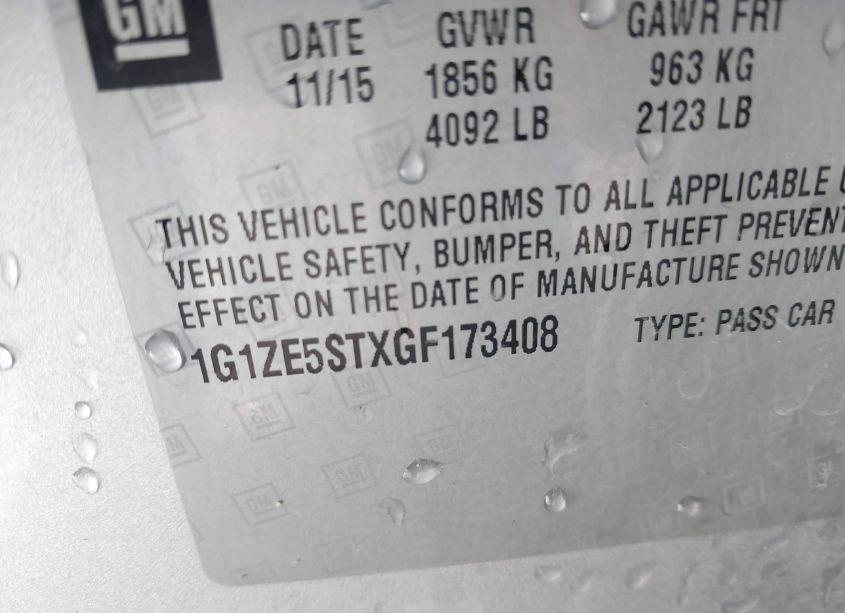 GM
DATE GVWR GAWR FRT
11/15 1856 KG 963 KG
4092 LB 2123 LB
THIS VEHICLE CONFORMS TO ALL APPLICABLE
VEHICLE SAFETY, BUMPER, AND THEFT PREVENT
EFFECT ON THE DATE OF MANUFACTURE SHOWN
1G1ZE5STXGF173408 TYPE: PASS CAR